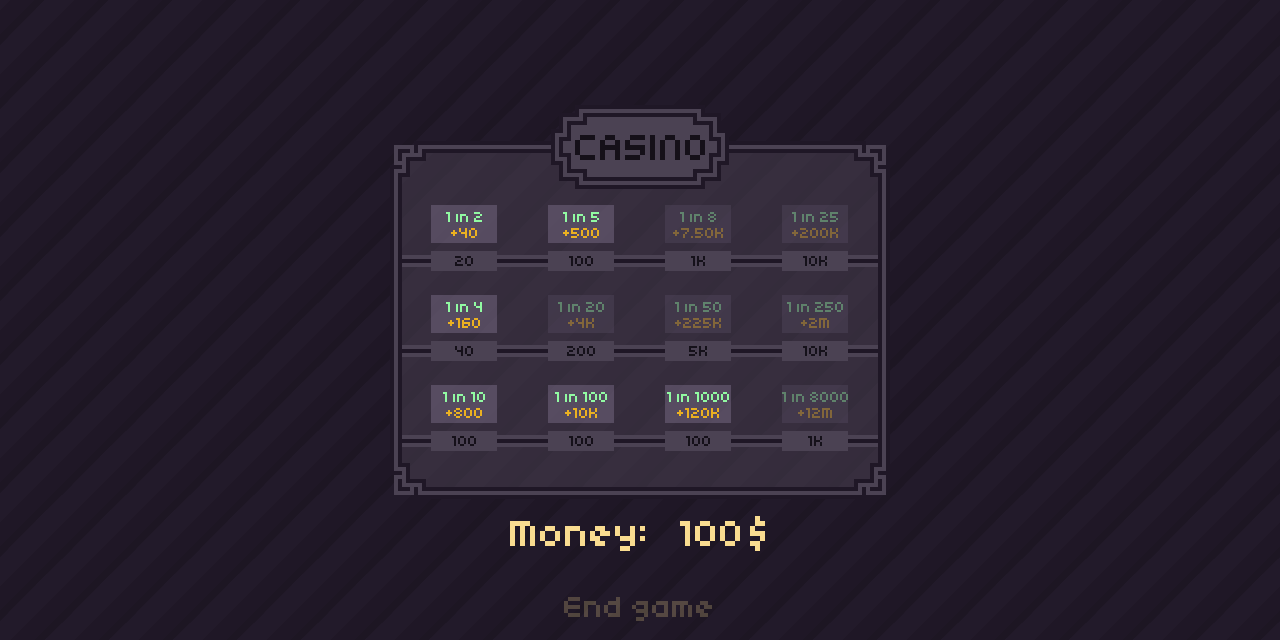 CASINO
1 in 2 1 in 5 1 in 8 1 in 25
+40 +500 +7.50K +200K
20 100 1K 10K
1 in 4 1 in 20 1 in 50 1 in 250
+160 +4K +225K +2M
40 200 5K 10K
1 in 10 1 in 100 1 in 1000 1 in 8000
+800 +10K +120K +12M
100 100 100 1K
Money: 100$
End game